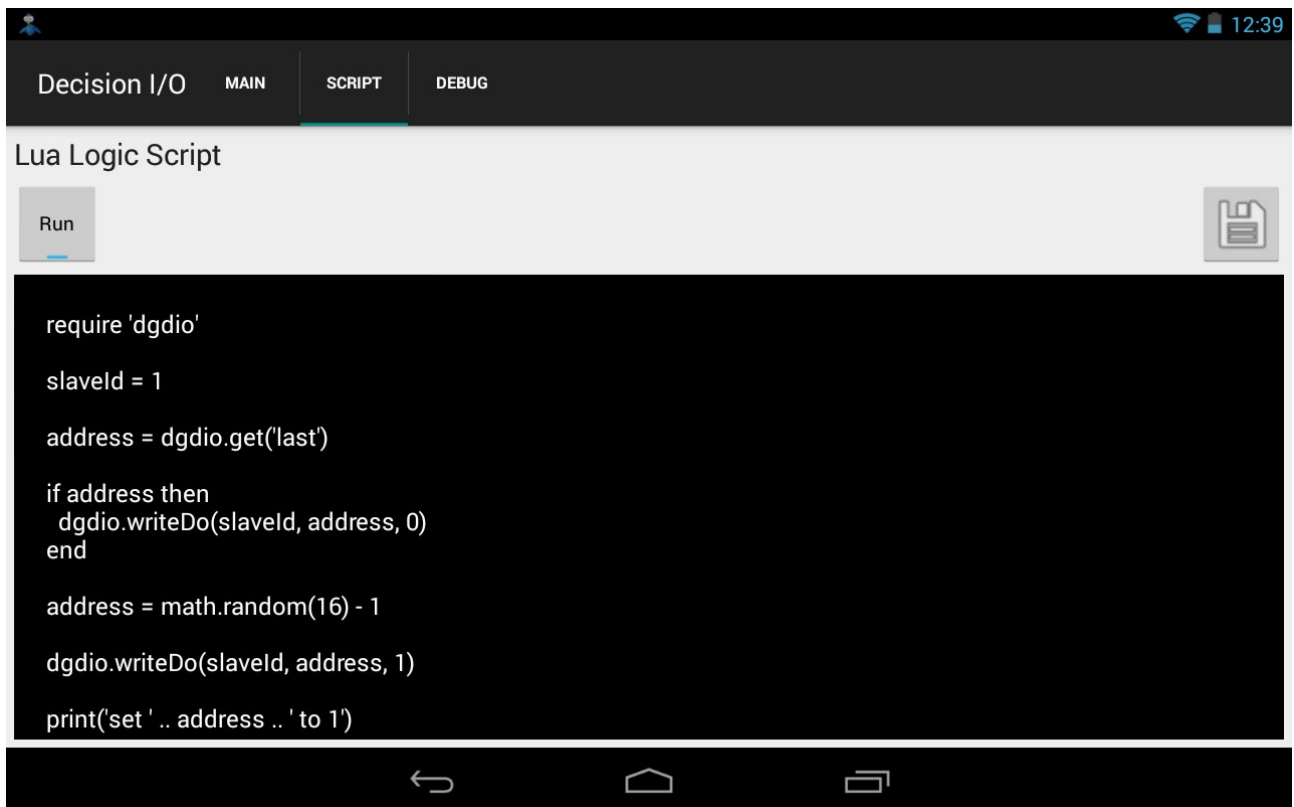 12:39
Decision I/O MAIN SCRIPT DEBUG
Lua Logic Script
Run
require 'dgdio'
slaveId = 1
address = dgdio.get('last')
if address then
dgdio.writeDo(slaveId, address, 0)
end
address = math.random(16) - 1
dgdio.writeDo(slaveId, address, 1)
print('set ' .. address .. ' to 1')